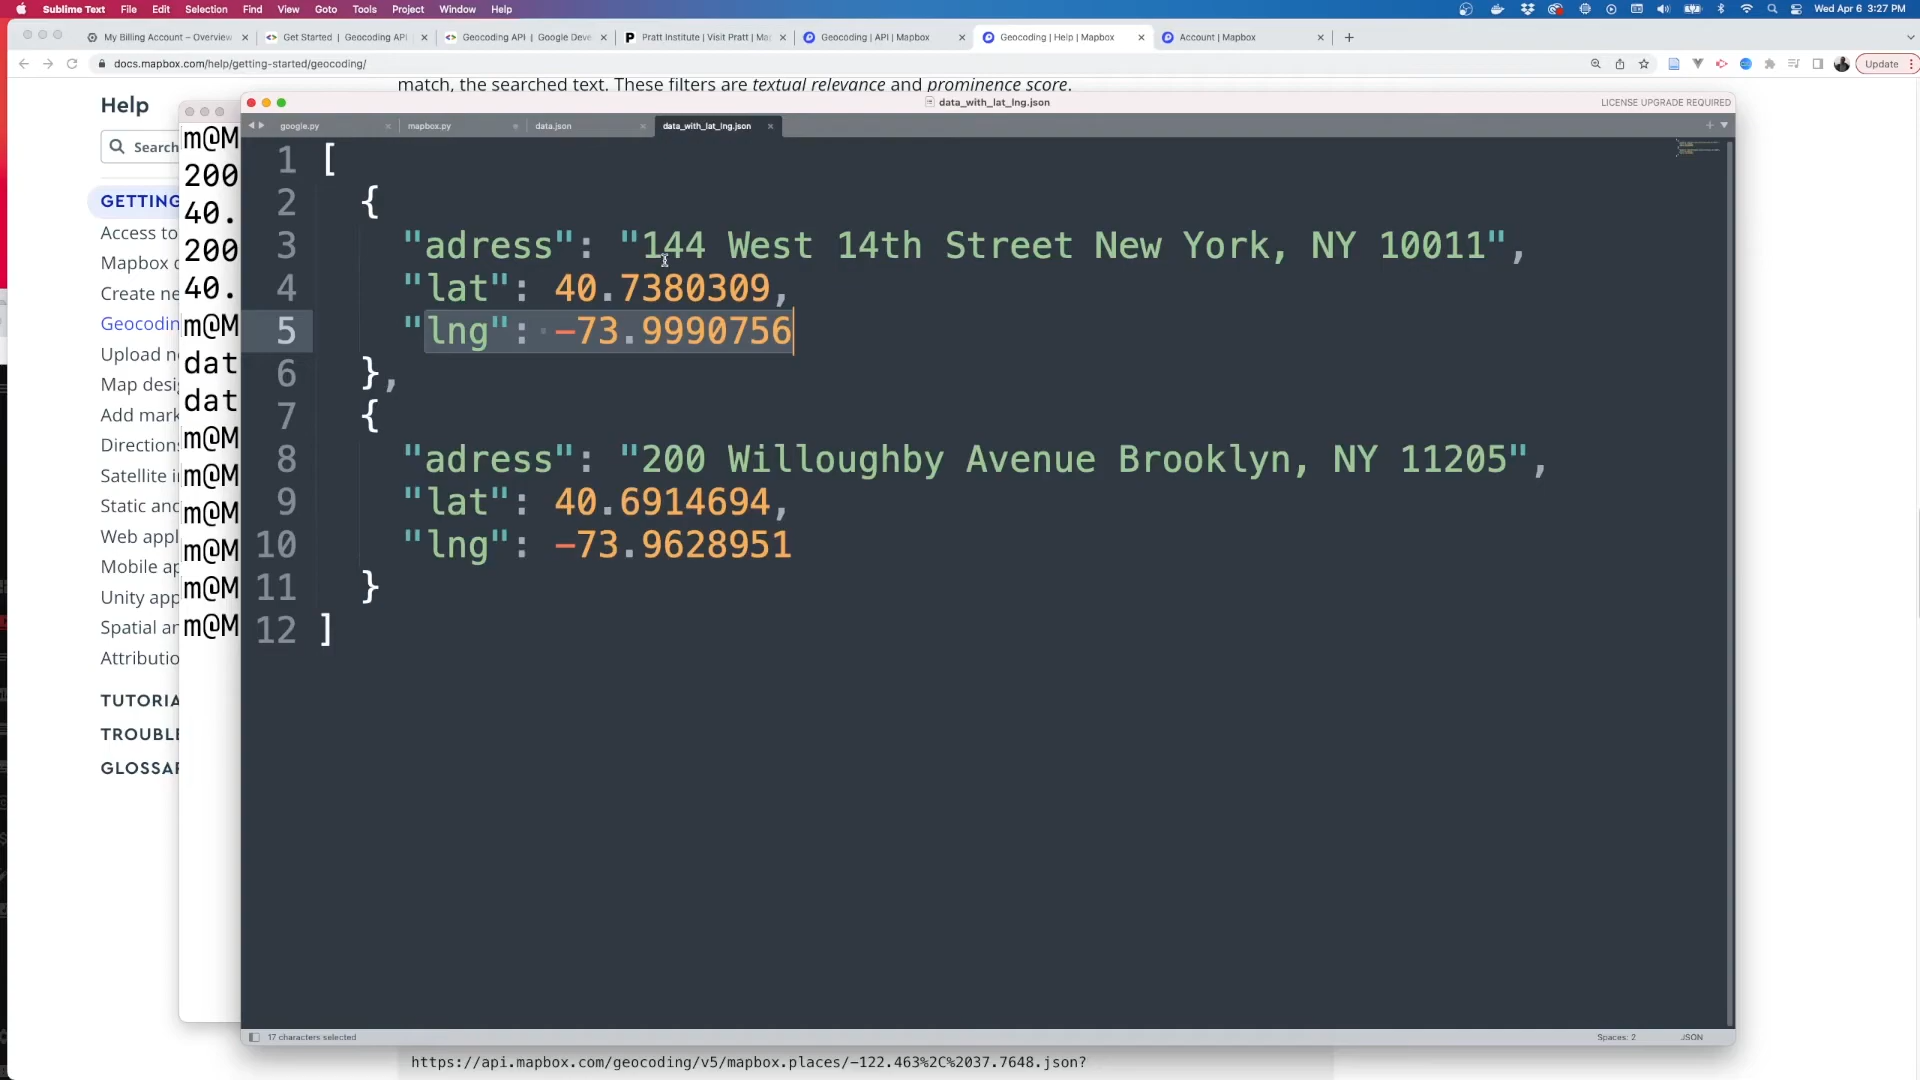 Sublime Text File Edit Selection Find View Goto Tools Project Window Help Wed Apr 6 3:27 PM
My Billing Account – Overview Get Started | Geocoding API Geocoding API | Google Deve Pratt Institute | Visit Pratt | Ma Geocoding | API | Mapbox Geocoding | Help | Mapbox Account | Mapbox
docs.mapbox.com/help/getting-started/geocoding/ Update
match, the searched text. These filters are textual relevance and prominence score.
Help
Search
GETTING
Access to
Mapbox
Create ne
Geocodin
Upload n
Map desi
Add mark
Direction
Satellite i
Static and
Web appl
Mobile ap
Unity app
Spatial an
Attributio
TUTORIA
TROUBLE
GLOSSAR
m@M
200
40.
200
40.
m@M
dat
dat
m@M
m@M
m@M
m@M
m@M
m@M
data_with_lat_lng.json LICENSE UPGRADE REQUIRED
google.py mapbox.py data.json data_with_lat_lng.json
1 [
2 {
3 "adress": "144 West 14th Street New York, NY 10011",
4 "lat": 40.7380309,
5 "lng": -73.9990756
6 },
7 {
8 "adress": "200 Willoughby Avenue Brooklyn, NY 11205",
9 "lat": 40.6914694,
10 "lng": -73.9628951
11 }
12 ]
17 characters selected Spaces: 2 JSON
https://api.mapbox.com/geocoding/v5/mapbox.places/-122.463%2C%2037.7648.json?